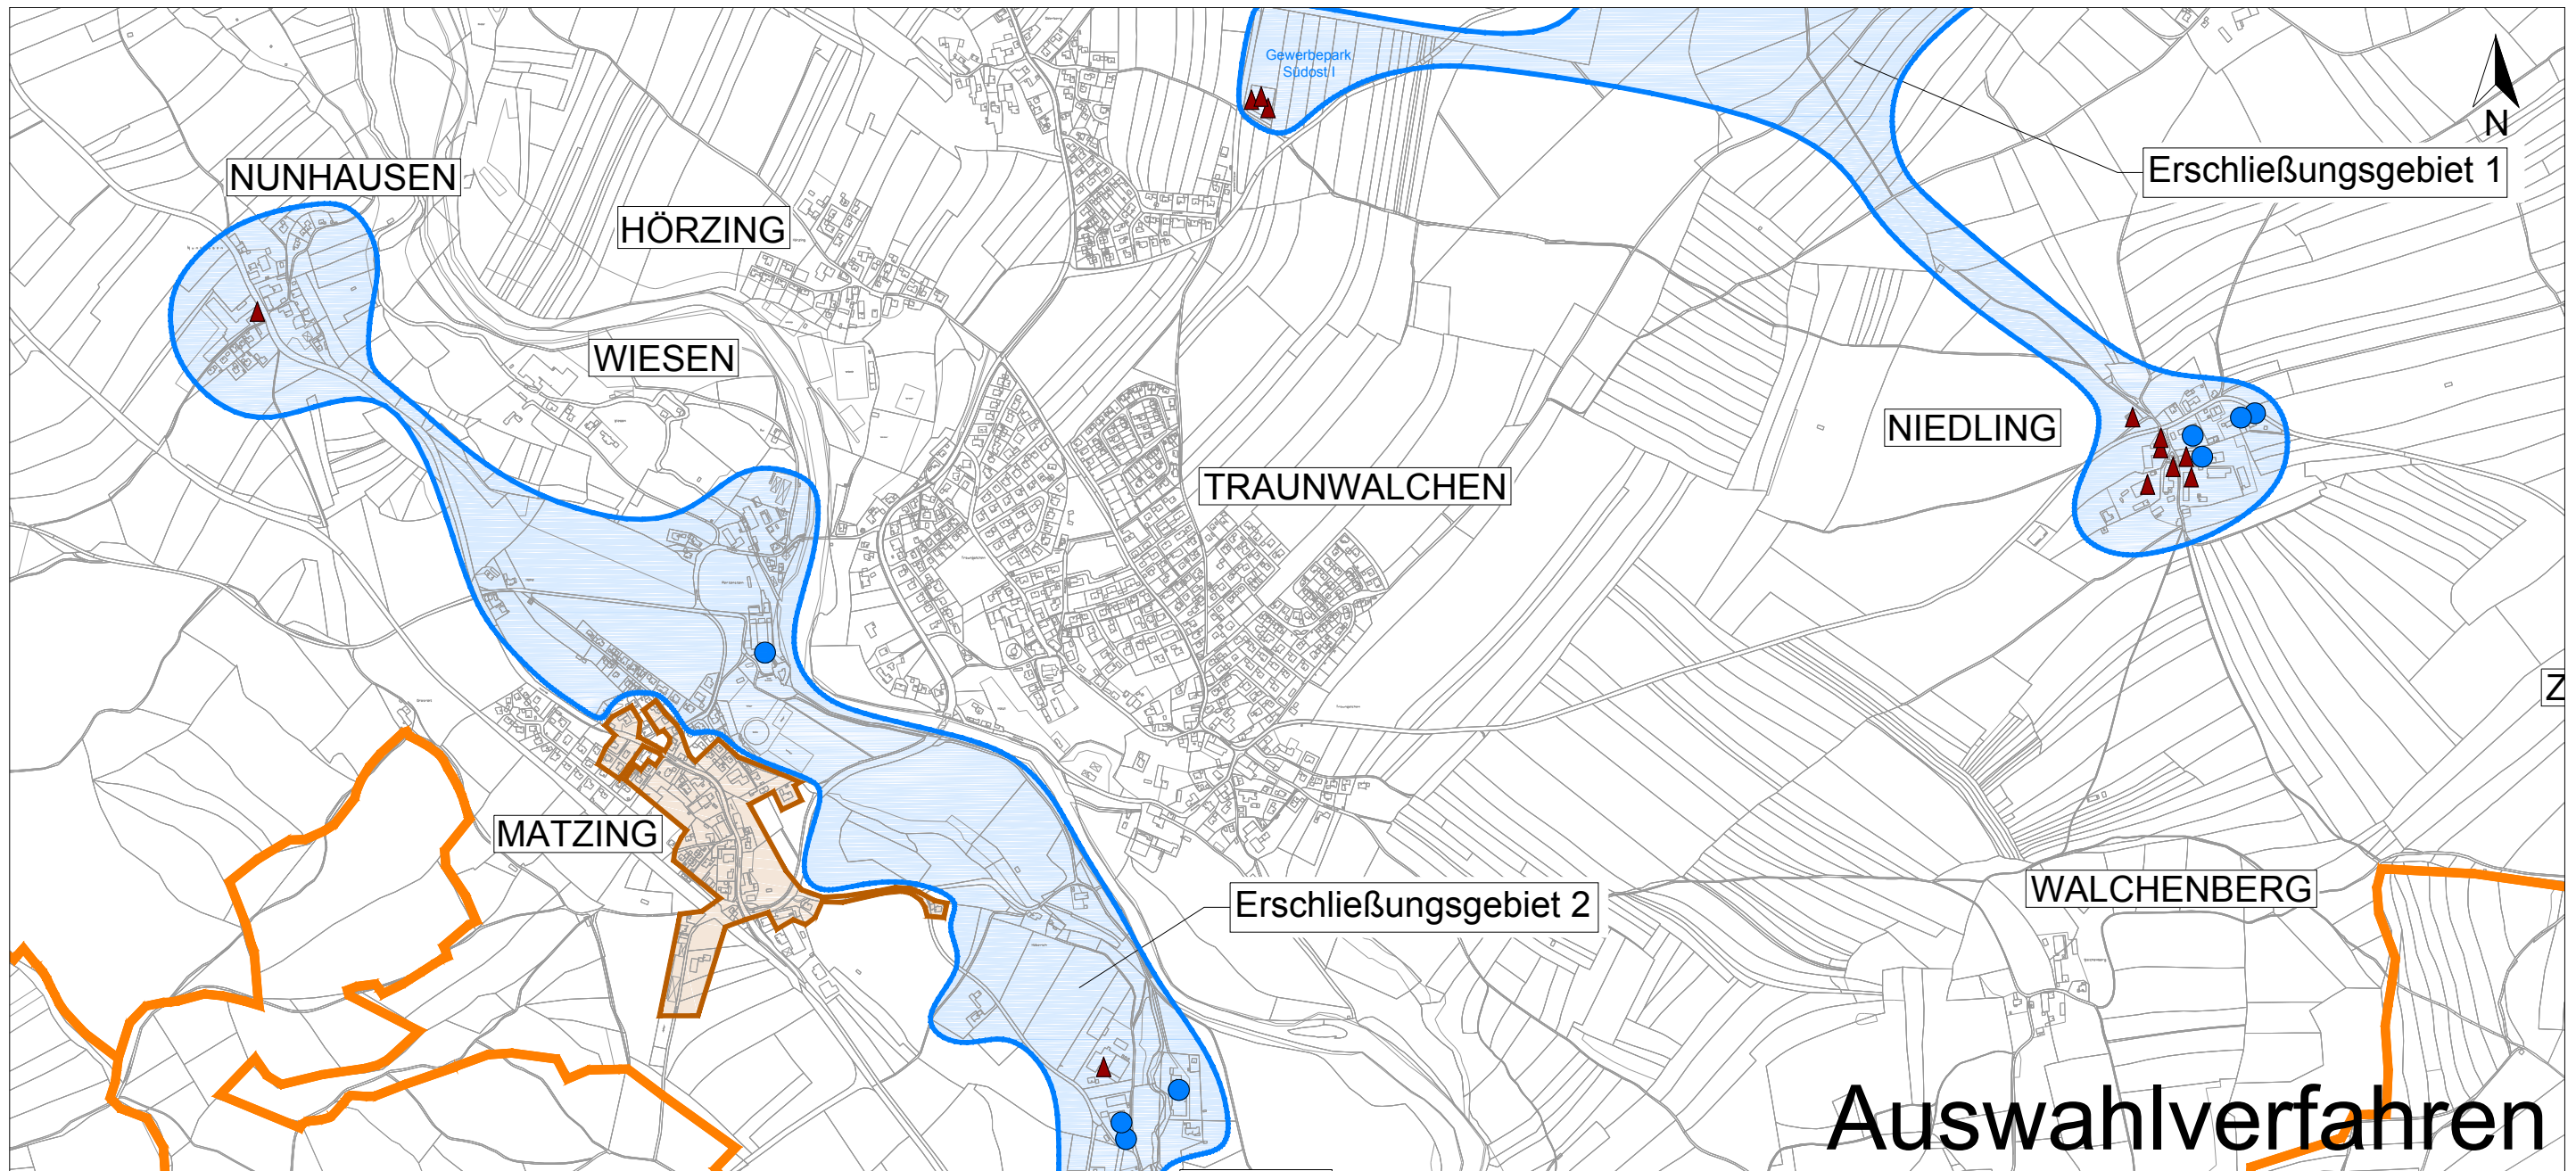 Gewerbepark
Südost I
N
Erschließungsgebiet 1
NUNHAUSEN
HÖRZING
WIESEN
NIEDLING
TRAUNWALCHEN
Z
MATZING
WALCHENBERG
Erschließungsgebiet 2
Auswahlverfahren